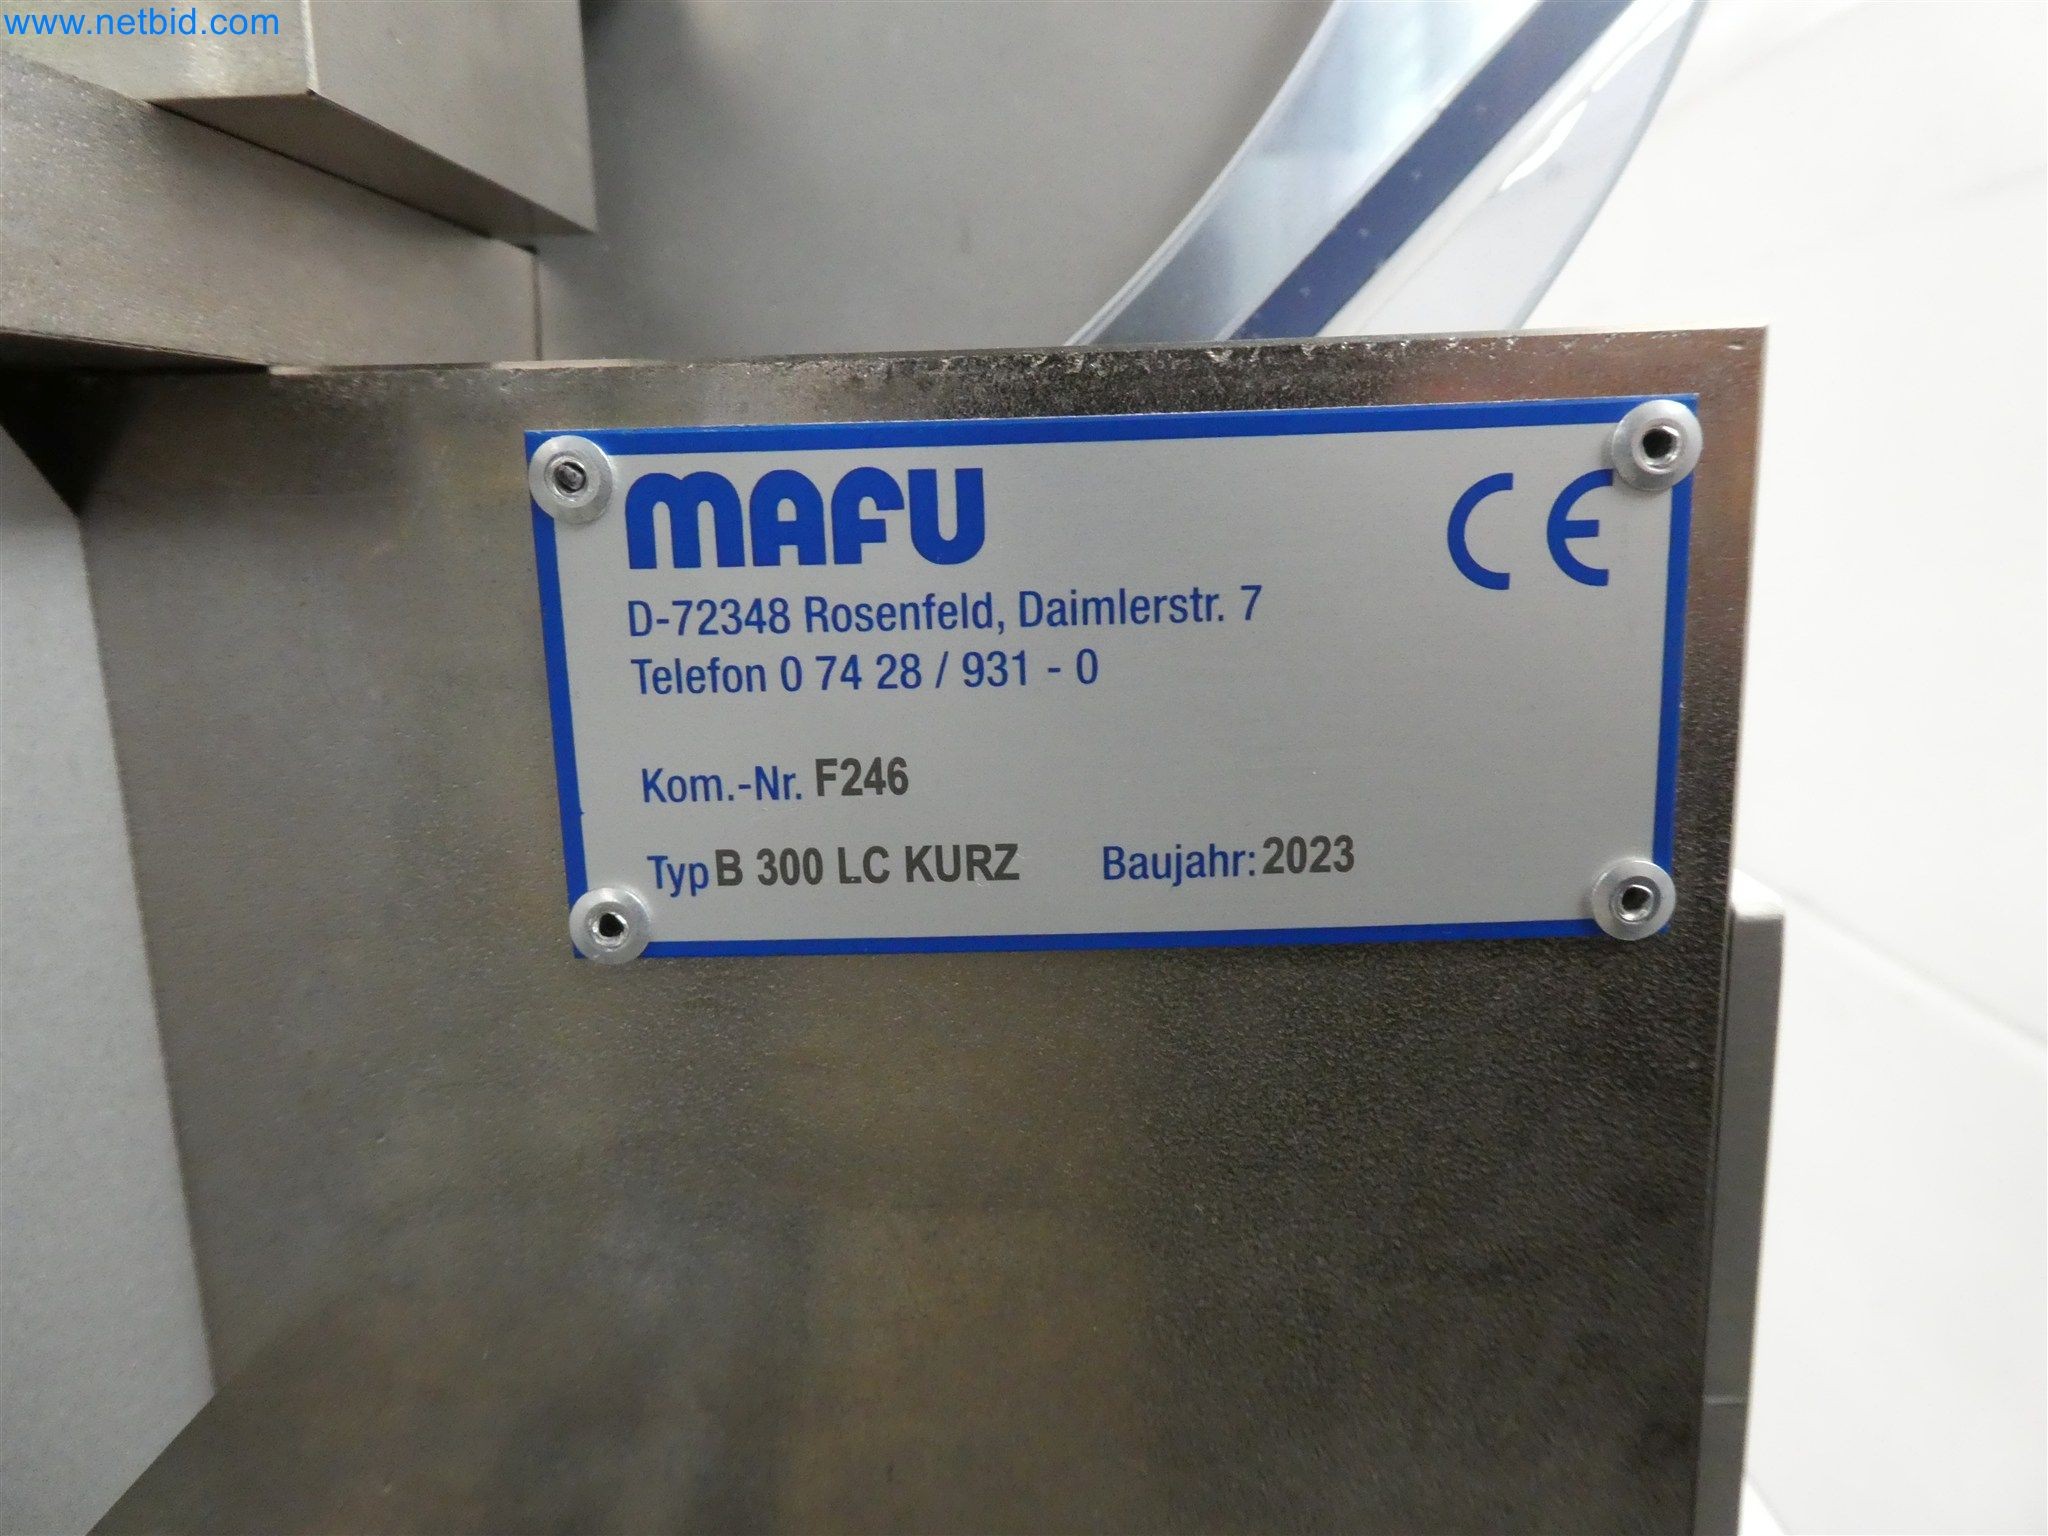 www.netbid.com
MAFU
CE
D-72348 Rosenfeld, Daimlerstr. 7
Telefon 0 74 28 / 931 - 0
Kom.-Nr. F246
Typ B 300 LC KURZ Baujahr: 2023